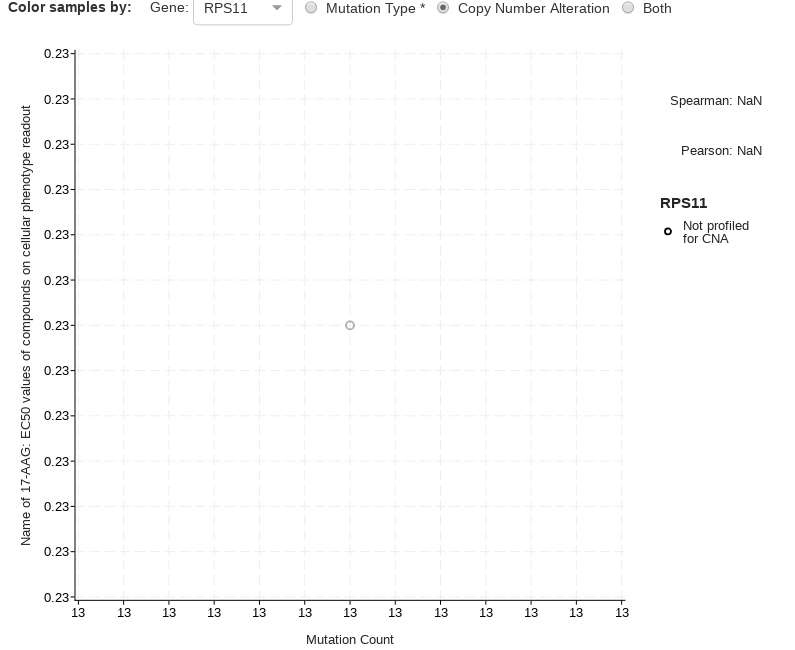 Color samples by: Gene: RPS11 Mutation Type * Copy Number Alteration Both
0.23
0.23
0.23
0.23
0.23
0.23
0.23
0.23
0.23
0.23
0.23
0.23
0.23
Name of 17-AAG: EC50 values of compounds on cellular phenotype readout
13 13 13 13 13 13 13 13 13 13 13 13 13
Mutation Count
Spearman: NaN
Pearson: NaN
RPS11
Not profiled
for CNA